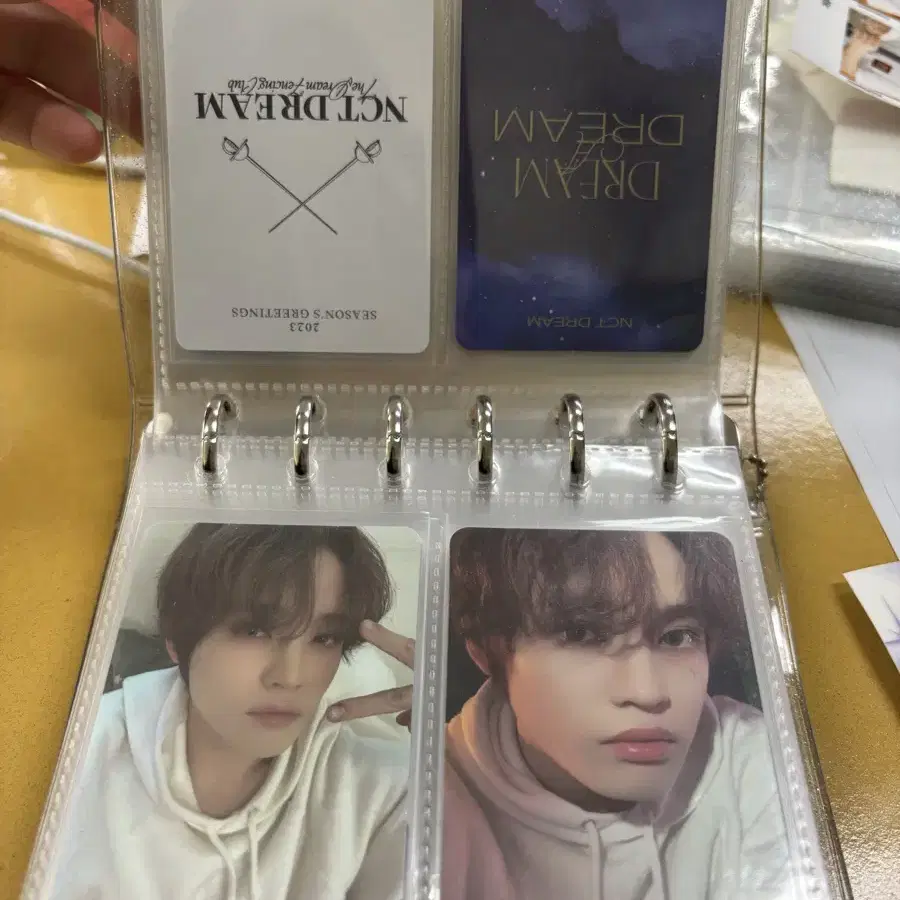 NCT DREAM
The Dream Fencing Club
2023
SEASON'S GREETINGS
DREAM
A
DREAM
NCT DREAM